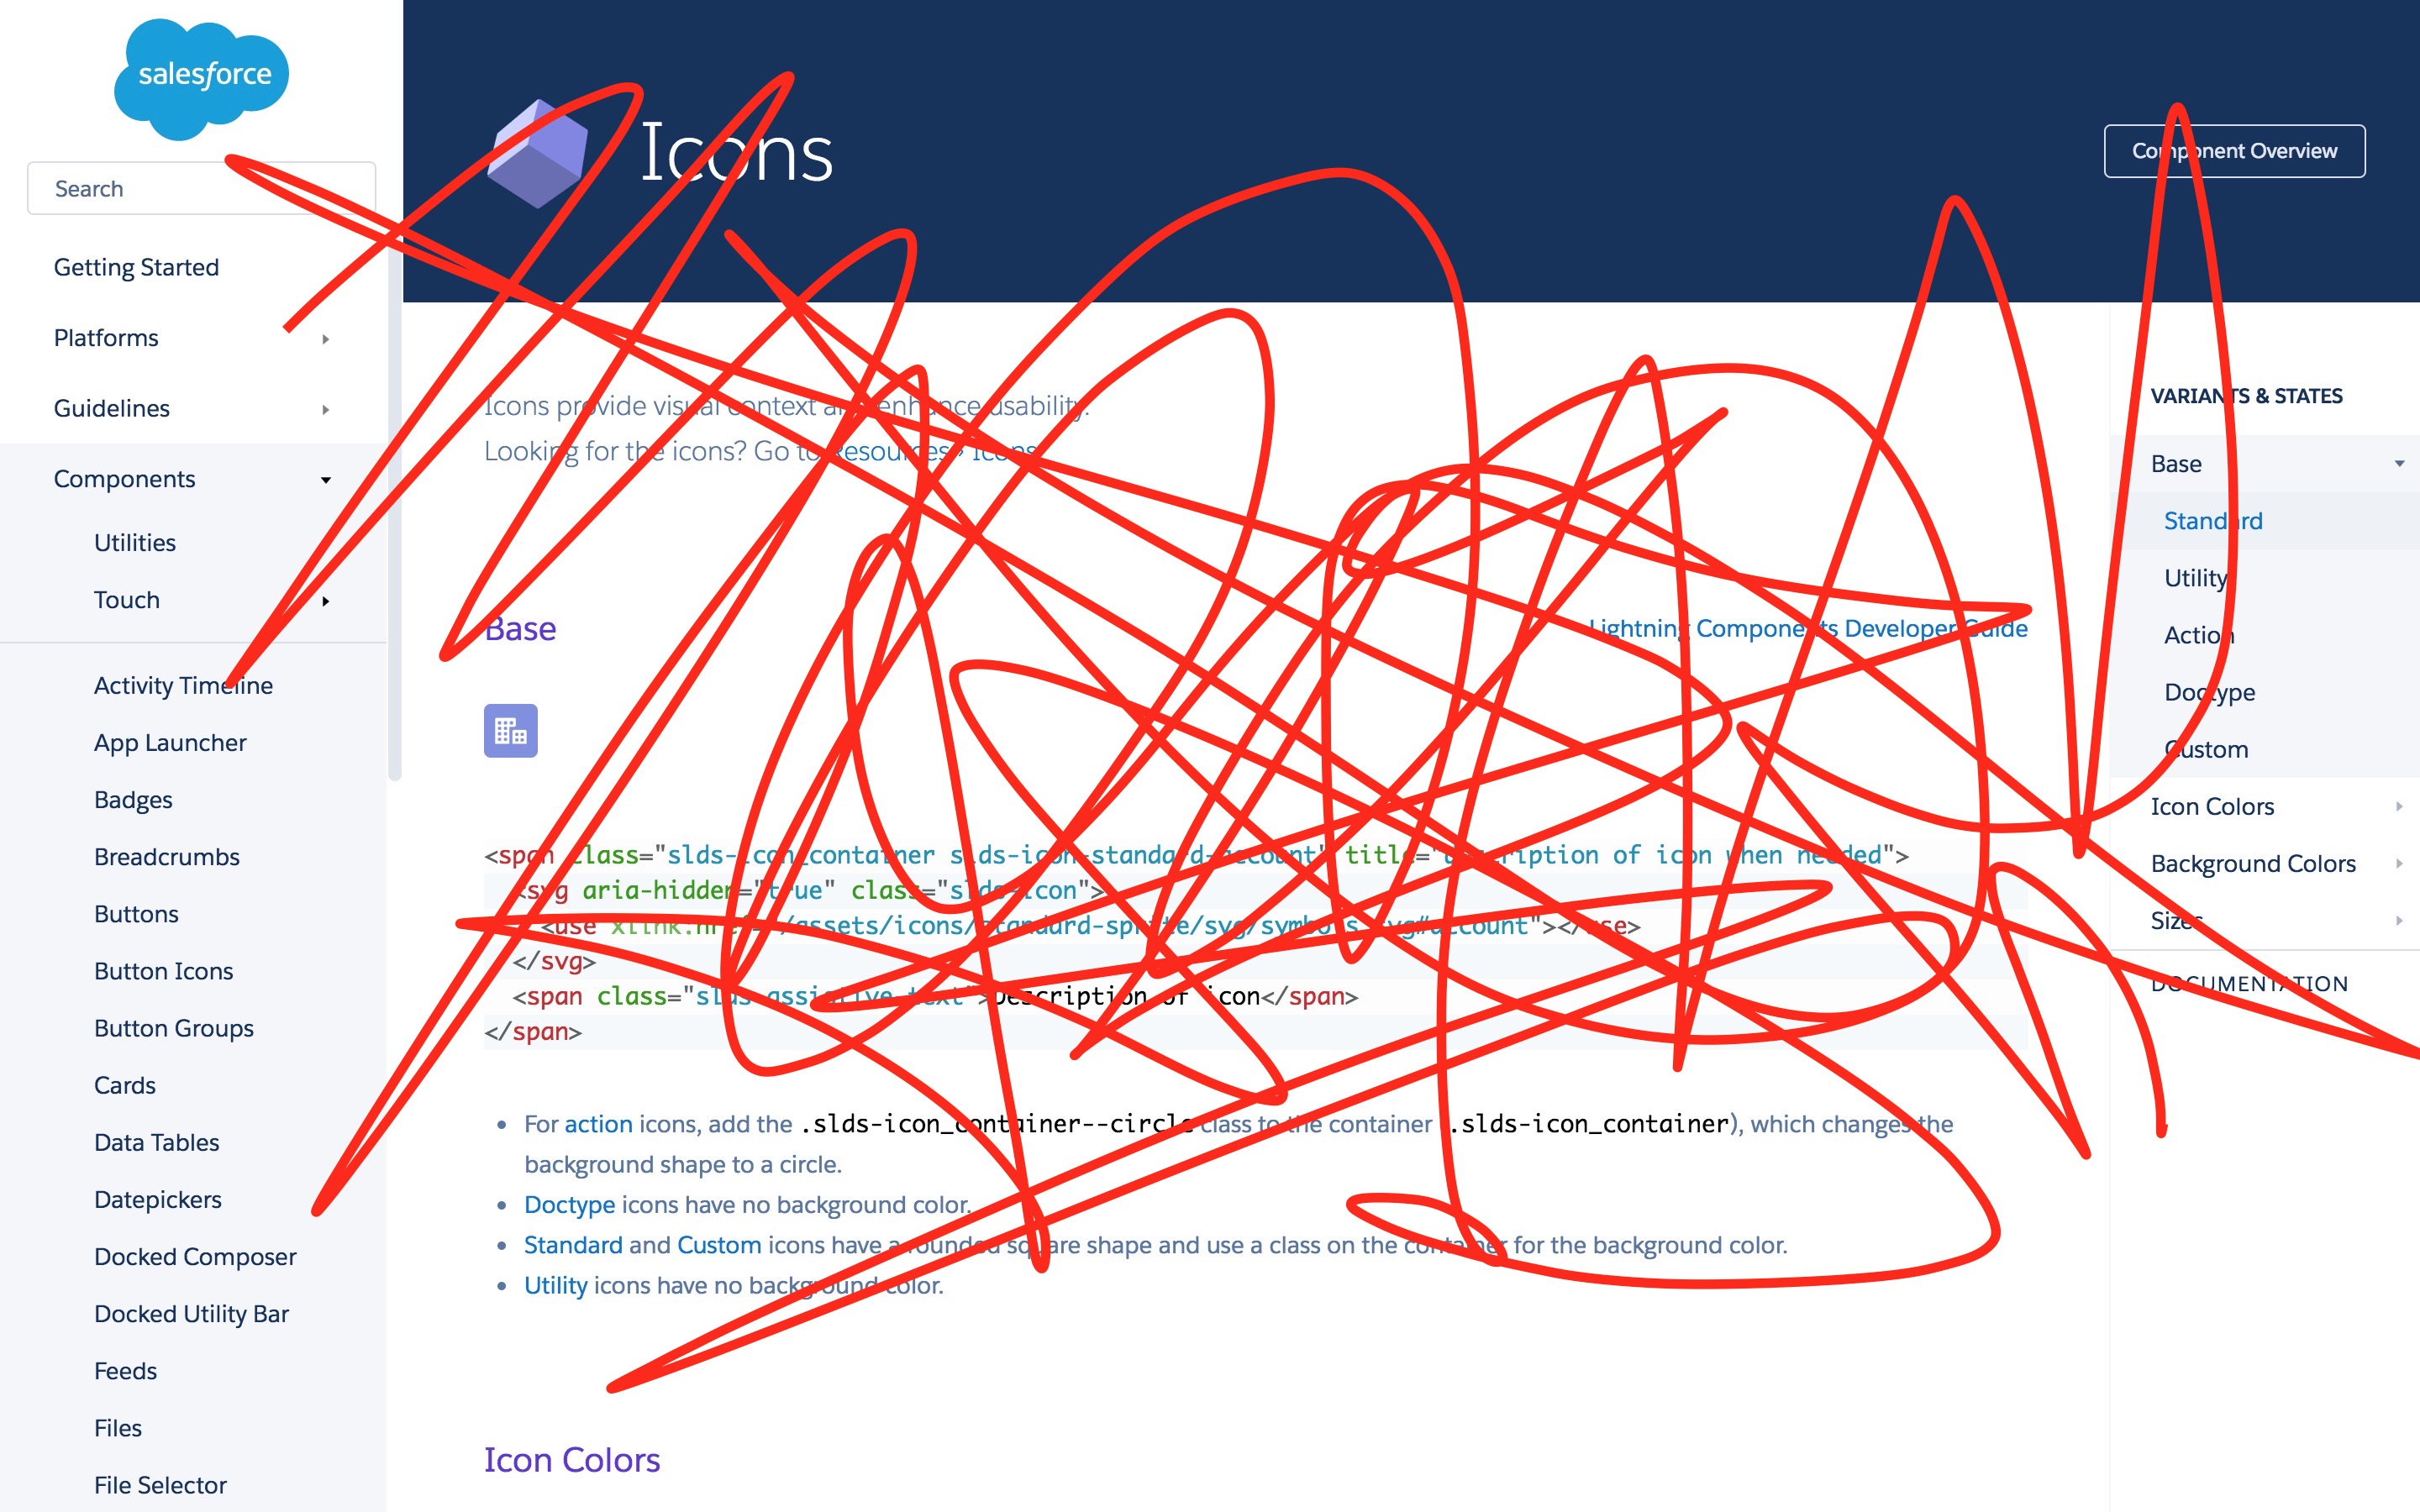 salesforce
Search
Getting Started
Platforms
Guidelines
Components
Utilities
Touch
Activity Timeline
App Launcher
Badges
Breadcrumbs
Buttons
Button Icons
Button Groups
Cards
Data Tables
Datepickers
Docked Composer
Docked Utility Bar
Feeds
Files
File Selector
Icons
Component Overview
Icons provide visual context and enhance usability.
Looking for the icons? Go to Resources › Icons
Base
Lightning Components Developer Guide
<span class="slds-icon_container slds-icon-standard-account" title="description of icon when needed">
<svg aria-hidden="true" class="slds-icon">
<use xlink:href="/assets/icons/standard-sprite/svg/symbols.svg#account"></use>
</svg>
<span class="slds-assistive-text">Description of icon</span>
</span>
• For action icons, add the .slds-icon_container--circle class to the container (.slds-icon_container), which changes the
background shape to a circle.
• Doctype icons have no background color.
• Standard and Custom icons have a rounded square shape and use a class on the container for the background color.
• Utility icons have no background color.
Icon Colors
VARIANTS & STATES
Base
Standard
Utility
Action
Doctype
Custom
Icon Colors
Background Colors
Sizes
DOCUMENTATION